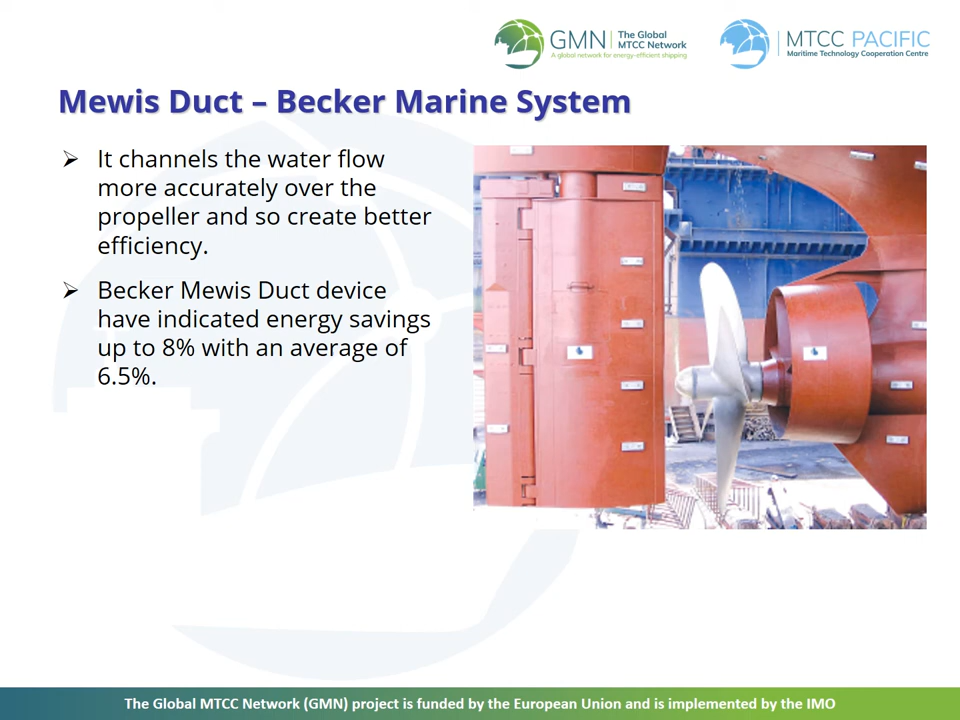 GMN
The Global
MTCC Network
A global network for energy-efficient shipping
MTCC PACIFIC
Maritime Technology Cooperation Centre
Mewis Duct – Becker Marine System
It channels the water flow
more accurately over the
propeller and so create better
efficiency.
Becker Mewis Duct device
have indicated energy savings
up to 8% with an average of
6.5%.
The Global MTCC Network (GMN) project is funded by the European Union and is implemented by the IMO